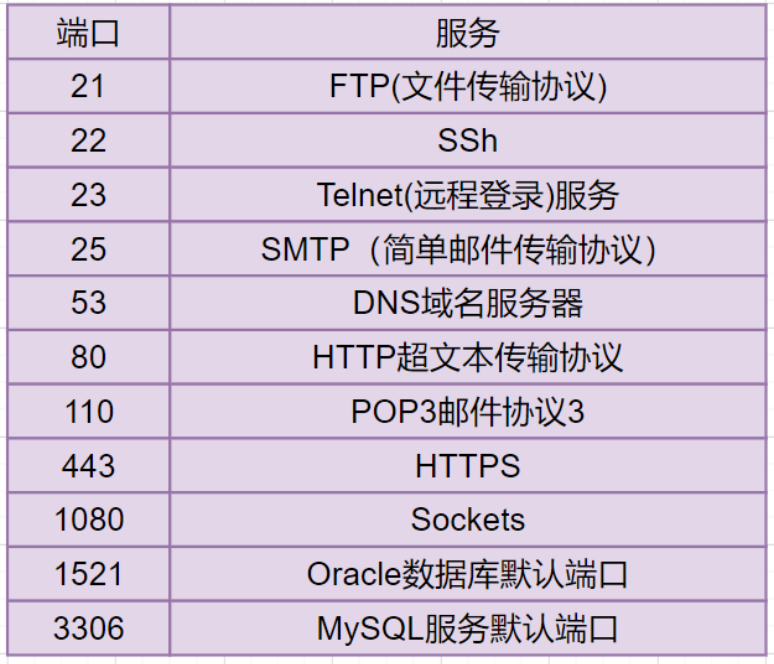 端口 服务
21 FTP(文件传输协议)
22 SSh
23 Telnet(远程登录)服务
25 SMTP（简单邮件传输协议）
53 DNS域名服务器
80 HTTP超文本传输协议
110 POP3邮件协议3
443 HTTPS
1080 Sockets
1521 Oracle数据库默认端口
3306 MySQL服务默认端口